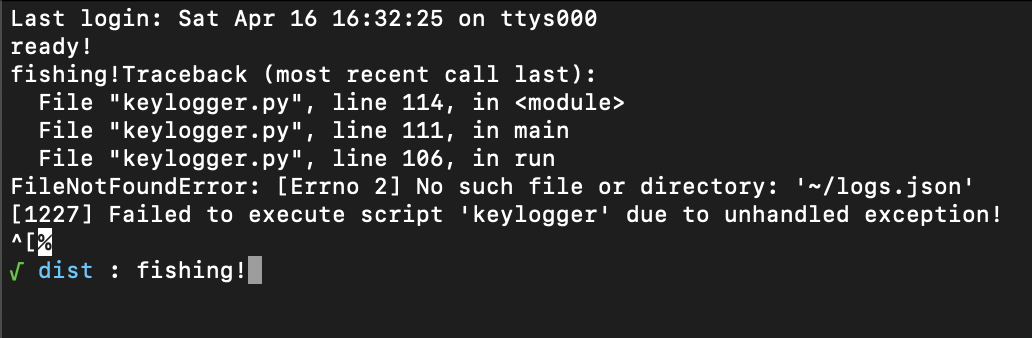 Last login: Sat Apr 16 16:32:25 on ttys000
ready!
fishing!Traceback (most recent call last):
  File "keylogger.py", line 114, in <module>
  File "keylogger.py", line 111, in main
  File "keylogger.py", line 106, in run
FileNotFoundError: [Errno 2] No such file or directory: '~/logs.json'
[1227] Failed to execute script 'keylogger' due to unhandled exception!
^[%
√ dist : fishing!